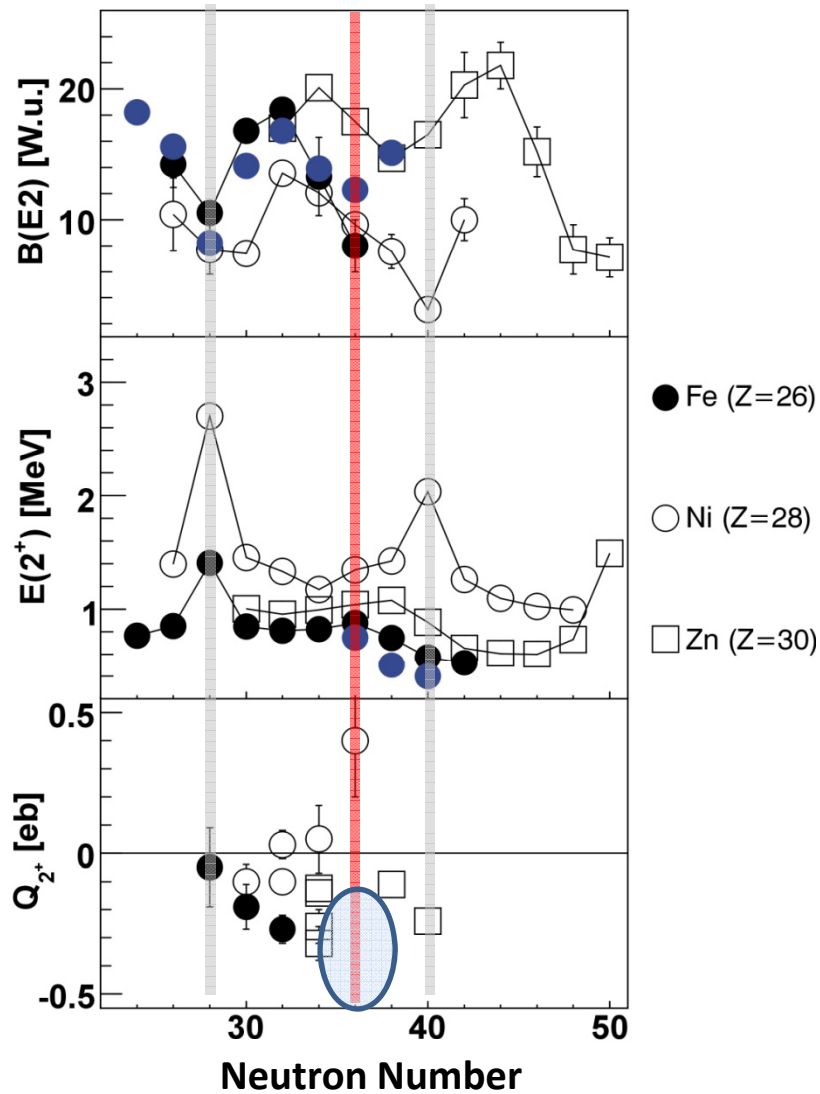 B(E2) [W.u.]
20
10
E(2⁺) [MeV]
3
2
1
Q₂⁺ [eb]
0.5
0
-0.5
30
40
50
Neutron Number
Fe (Z=26)
Ni (Z=28)
Zn (Z=30)